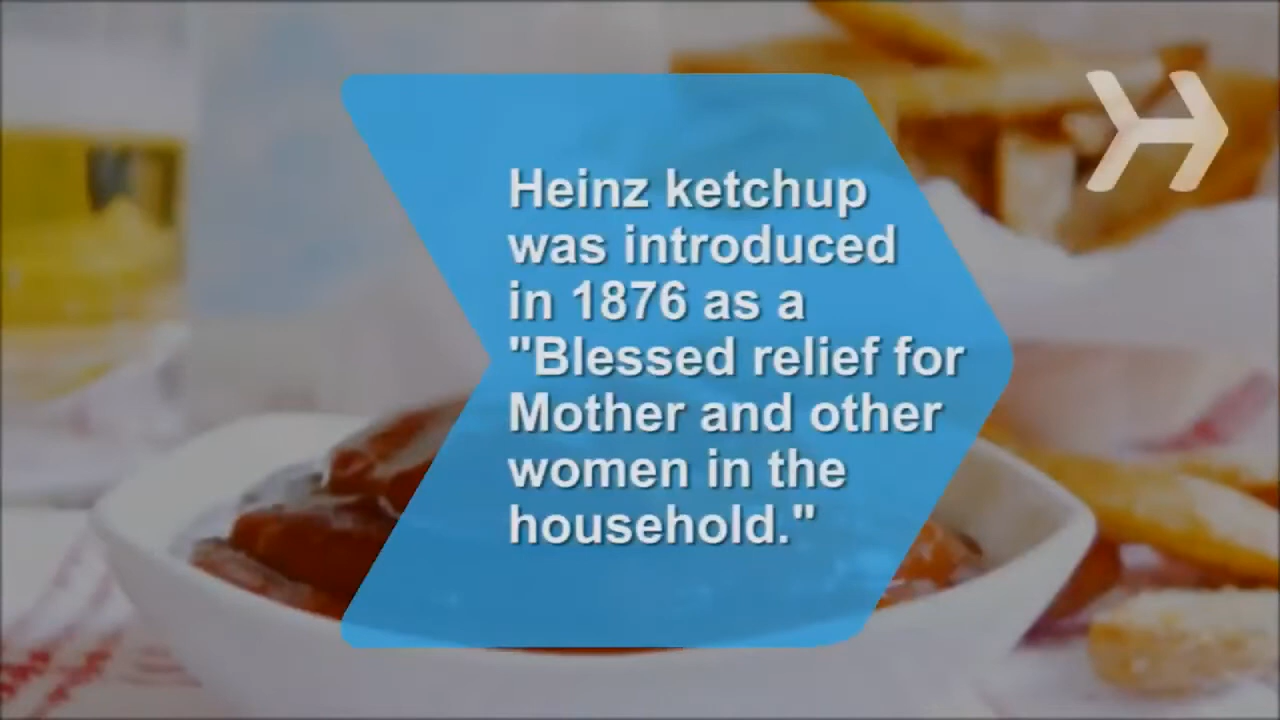 Heinz ketchup
was introduced
in 1876 as a
"Blessed relief for
Mother and other
women in the
household."